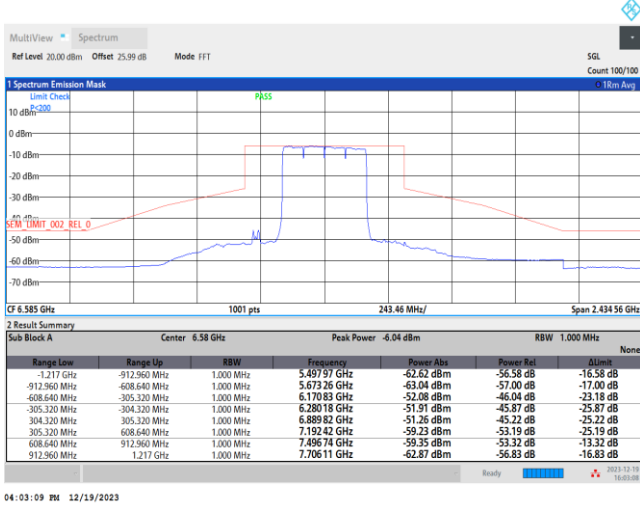 MultiView Spectrum
Ref Level 20.00 dBm Offset 25.99 dB Mode FFT SGL
Count 100/100
1 Spectrum Emission Mask 1Rm Avg
Limit Check PASS
P<200
10 dBm
0 dBm
-10 dBm
-20 dBm
-30 dBm
-40 dBm
SEM_LIMIT_002_REL_0
-50 dBm
-60 dBm
-70 dBm
CF 6.585 GHz 1001 pts 243.46 MHz/ Span 2.434 56 GHz
2 Result Summary
Sub Block A Center 6.58 GHz Peak Power -6.04 dBm RBW 1.000 MHz
None
Range Low Range Up RBW Frequency Power Abs Power Rel ΔLimit
-1.217 GHz -912.960 MHz 1.000 MHz 5.497 97 GHz -62.62 dBm -56.58 dB -16.58 dB
-912.960 MHz -608.640 MHz 1.000 MHz 5.673 26 GHz -63.04 dBm -57.00 dB -17.00 dB
-608.640 MHz -305.320 MHz 1.000 MHz 6.170 83 GHz -52.08 dBm -46.04 dB -23.18 dB
-305.320 MHz -304.320 MHz 1.000 MHz 6.280 18 GHz -51.91 dBm -45.87 dB -25.87 dB
304.320 MHz 305.320 MHz 1.000 MHz 6.889 82 GHz -51.26 dBm -45.22 dB -25.22 dB
305.320 MHz 608.640 MHz 1.000 MHz 7.192 42 GHz -59.23 dBm -53.19 dB -25.19 dB
608.640 MHz 912.960 MHz 1.000 MHz 7.496 74 GHz -59.35 dBm -53.32 dB -13.32 dB
912.960 MHz 1.217 GHz 1.000 MHz 7.706 11 GHz -62.87 dBm -56.83 dB -16.83 dB
Ready 2023-12-19
16:03:08
04:03:09 PM 12/19/2023